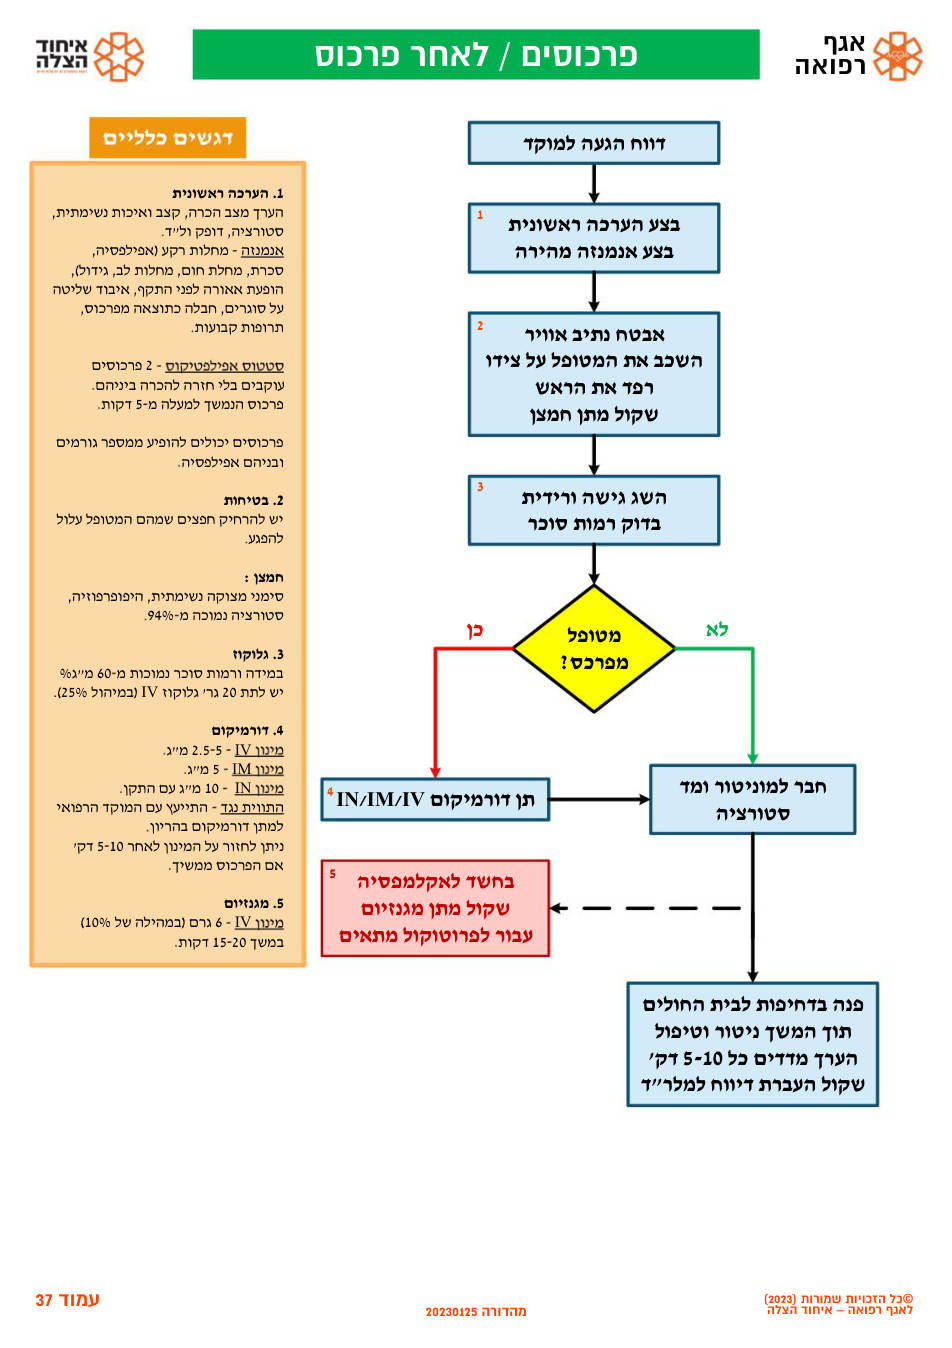 אגף
רפואה
פרכוסים / לאחר פרכוס
איחוד
הצלה
דווח הגעה למוקד
1
בצע הערכה ראשונית
בצע אנמנזה מהירה
2
אבטח נתיב אוויר
השכב את המטופל על צידו
רפד את הראש
שקול מתן חמצן
3
השג גישה ורידית
בדוק רמות סוכר
מטופל
מפרכס?
לא
כן
4
תן דורמיקום IN/IM/IV
חבר למוניטור ומד
סטורציה
5
בחשד לאקלמפסיה
שקול מתן מגנזיום
עבור לפרוטוקול מתאים
פנה בדחיפות לבית החולים
תוך המשך ניטור וטיפול
הערך מדדים כל 5-10 דק'
שקול העברת דיווח למלר״ד
דגשים כלליים
1. הערכה ראשונית
הערך מצב הכרה, קצב ואיכות נשימתית,
סטורציה, דופק ול״ד.
אנמנזה - מחלות רקע (אפילפסיה,
סכרת, מחלת חום, מחלות לב, גידול),
הופעת אאורה לפני התקף, איבוד שליטה
על סוגרים, חבלה כתוצאה מפרכוס,
תרופות קבועות.
סטטוס אפילפטיקוס - 2 פרכוסים
עוקבים בלי חזרה להכרה ביניהם.
פרכוס הנמשך למעלה מ-5 דקות.
פרכוסים יכולים להופיע ממספר גורמים
ובניהם אפילפסיה.
2. בטיחות
יש להרחיק חפצים שמהם המטופל עלול
להפגע.
חמצן :
סימני מצוקה נשימתית, היפופרפוזיה,
סטורציה נמוכה מ-94%.
3. גלוקוז
במידה ורמות סוכר נמוכות מ-60 מ״ג%
יש לתת 20 גר' גלוקוז IV (במיהול 25%).
4. דורמיקום
מינון IV - 2.5-5 מ״ג.
מינון IM - 5 מ״ג.
מינון IN - 10 מ״ג עם התקן.
התווית נגד - התייעץ עם המוקד הרפואי
למתן דורמיקום בהריון.
ניתן לחזור על המינון לאחר 5-10 דק'
אם הפרכוס ממשיך.
5. מגנזיום
מינון IV - 6 גרם (במהילה של 10%)
במשך 15-20 דקות.
©כל הזכויות שמורות (2023)
לאגף רפואה – איחוד הצלה
מהדורה 20230125
עמוד 37